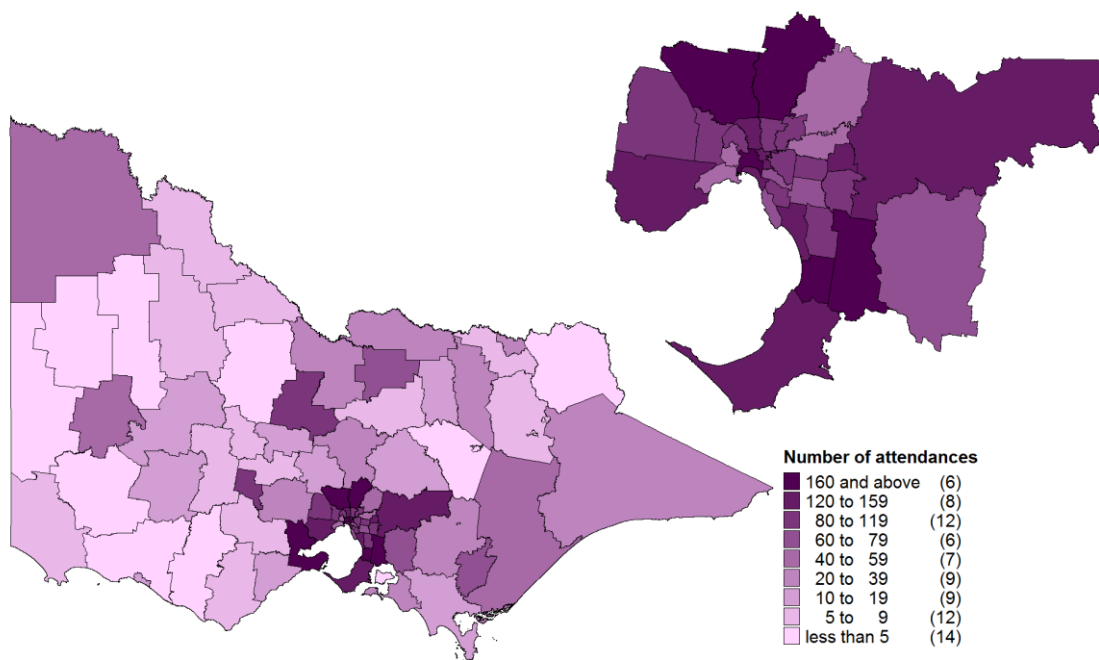 Number of attendances
160 and above (6)
120 to 159 (8)
80 to 119 (12)
60 to 79 (6)
40 to 59 (7)
20 to 39 (9)
10 to 19 (9)
5 to 9 (12)
less than 5 (14)